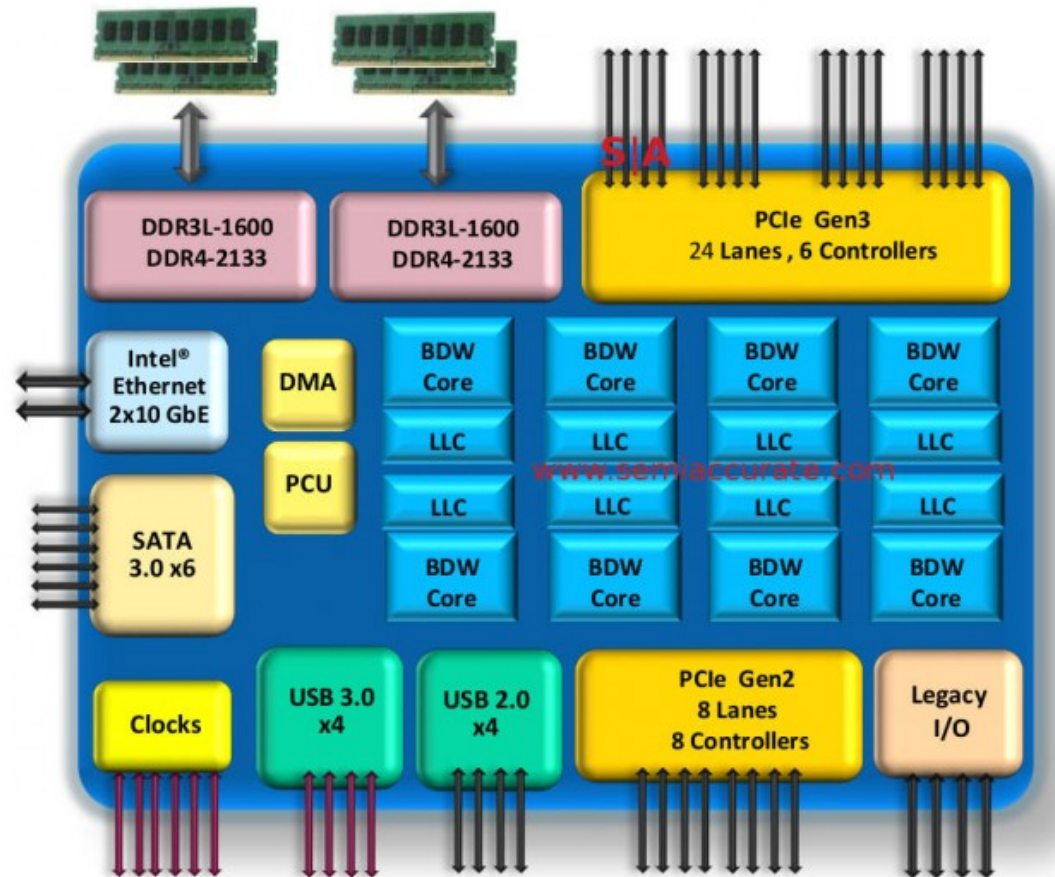 S|A
DDR3L-1600
DDR4-2133
DDR3L-1600
DDR4-2133
PCIe Gen3
24 Lanes , 6 Controllers
Intel®
Ethernet
2x10 GbE
DMA
BDW
Core
BDW
Core
BDW
Core
BDW
Core
LLC
LLC
LLC
LLC
www.semiaccurate.com
PCU
LLC
LLC
LLC
LLC
SATA
3.0 x6
BDW
Core
BDW
Core
BDW
Core
BDW
Core
Clocks
USB 3.0
x4
USB 2.0
x4
PCIe Gen2
8 Lanes
8 Controllers
Legacy
I/O